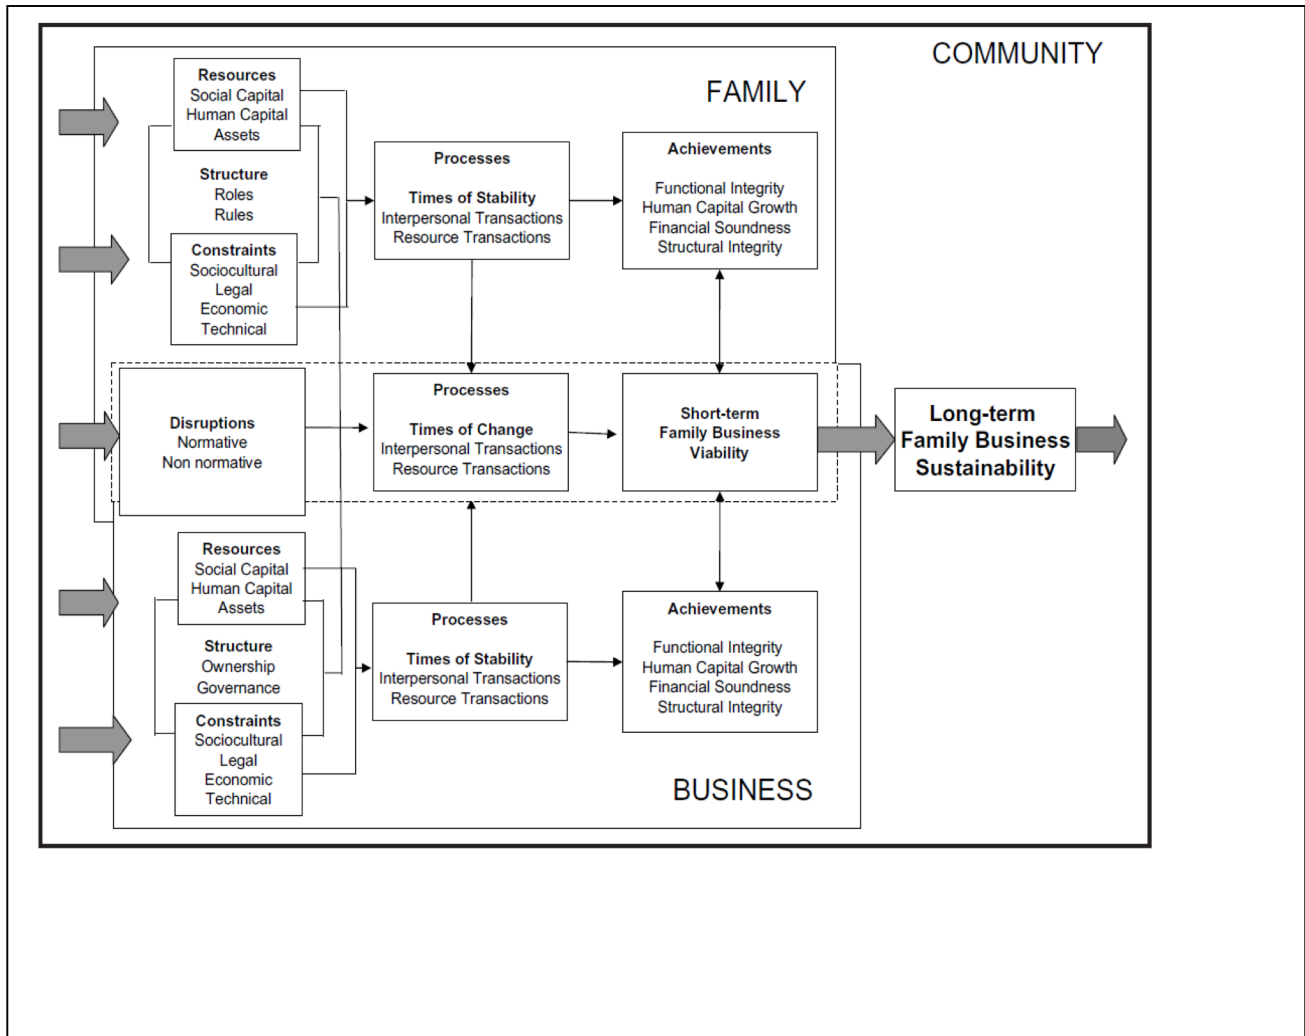 COMMUNITY
FAMILY
Resources
Social Capital
Human Capital
Assets
Structure
Roles
Rules
Constraints
Sociocultural
Legal
Economic
Technical
Processes
Times of Stability
Interpersonal Transactions
Resource Transactions
Achievements
Functional Integrity
Human Capital Growth
Financial Soundness
Structural Integrity
Disruptions
Normative
Non normative
Processes
Times of Change
Interpersonal Transactions
Resource Transactions
Short-term
Family Business
Viability
Long-term
Family Business
Sustainability
Resources
Social Capital
Human Capital
Assets
Structure
Ownership
Governance
Constraints
Sociocultural
Legal
Economic
Technical
Processes
Times of Stability
Interpersonal Transactions
Resource Transactions
Achievements
Functional Integrity
Human Capital Growth
Financial Soundness
Structural Integrity
BUSINESS